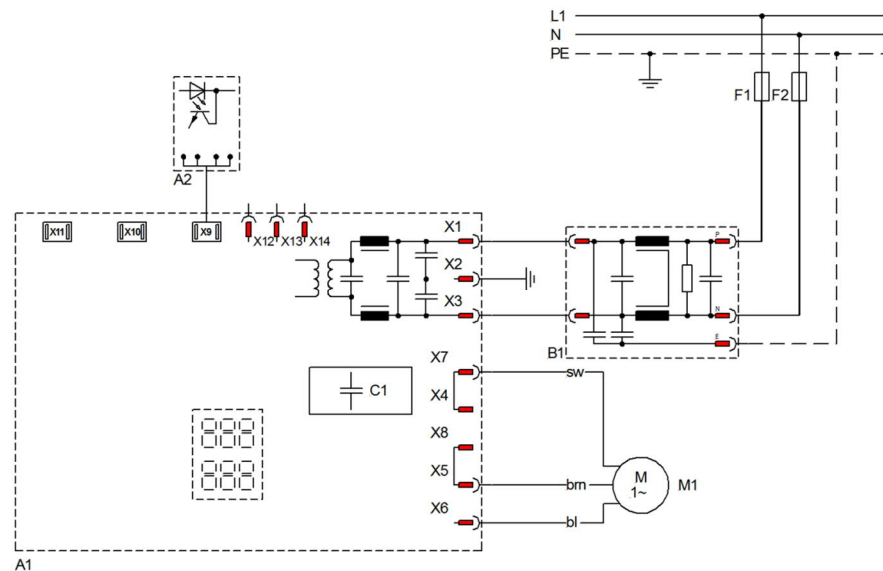 L1
N
PE
F1 F2
A2
X11 X10 X9 X12 X13 X14
X1
P
X2
X3
N
E
B1
X7
sw
C1
X4
X8
X5
brn
M
1~
M1
X6
bl
A1